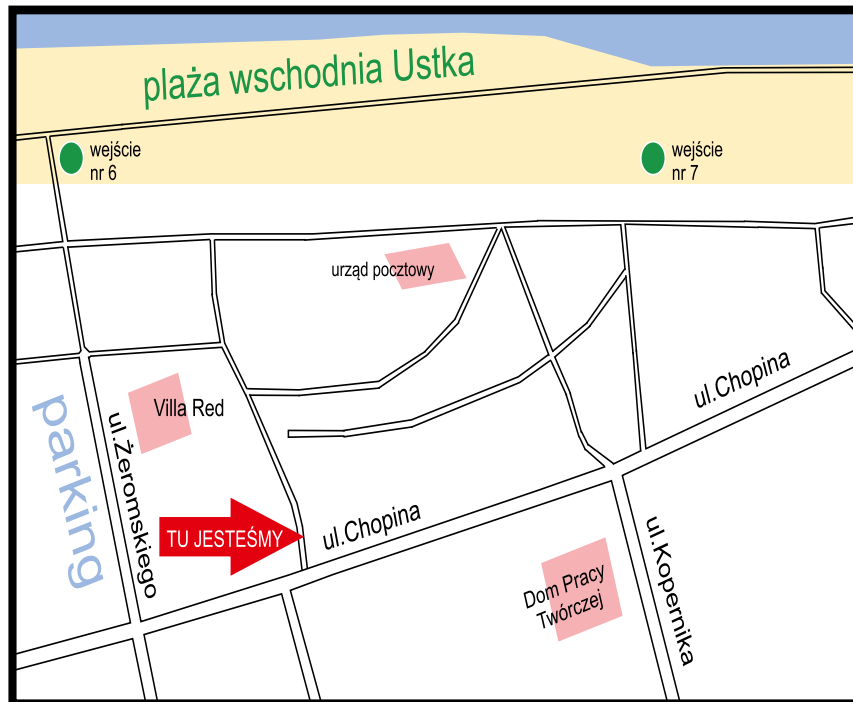 plaża wschodnia Ustka
wejście
nr 6
wejście
nr 7
urząd pocztowy
Villa Red
ul.Chopina
parking
ul.Żeromskiego
TU JESTEŚMY
ul.Chopina
ul.Kopernika
Dom Pracy
Twórczej